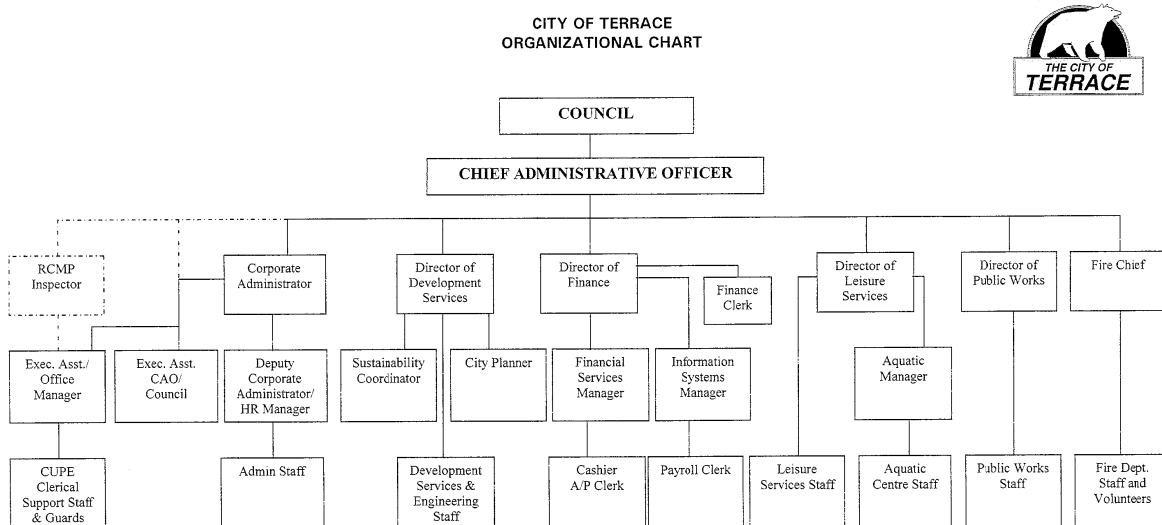 CITY OF TERRACE
ORGANIZATIONAL CHART
THE CITY OF
TERRACE
COUNCIL
CHIEF ADMINISTRATIVE OFFICER
RCMP
Inspector
Corporate
Administrator
Director of
Development
Services
Director of
Finance
Finance
Clerk
Director of
Leisure
Services
Director of
Public Works
Fire Chief
Exec. Asst./
Office
Manager
Exec. Asst.
CAO/
Council
Deputy
Corporate
Administrator/
HR Manager
Sustainability
Coordinator
City Planner
Financial
Services
Manager
Information
Systems
Manager
Aquatic
Manager
CUPE
Clerical
Support Staff
& Guards
Admin Staff
Development
Services &
Engineering
Staff
Cashier
A/P Clerk
Payroll Clerk
Leisure
Services Staff
Aquatic
Centre Staff
Public Works
Staff
Fire Dept.
Staff and
Volunteers